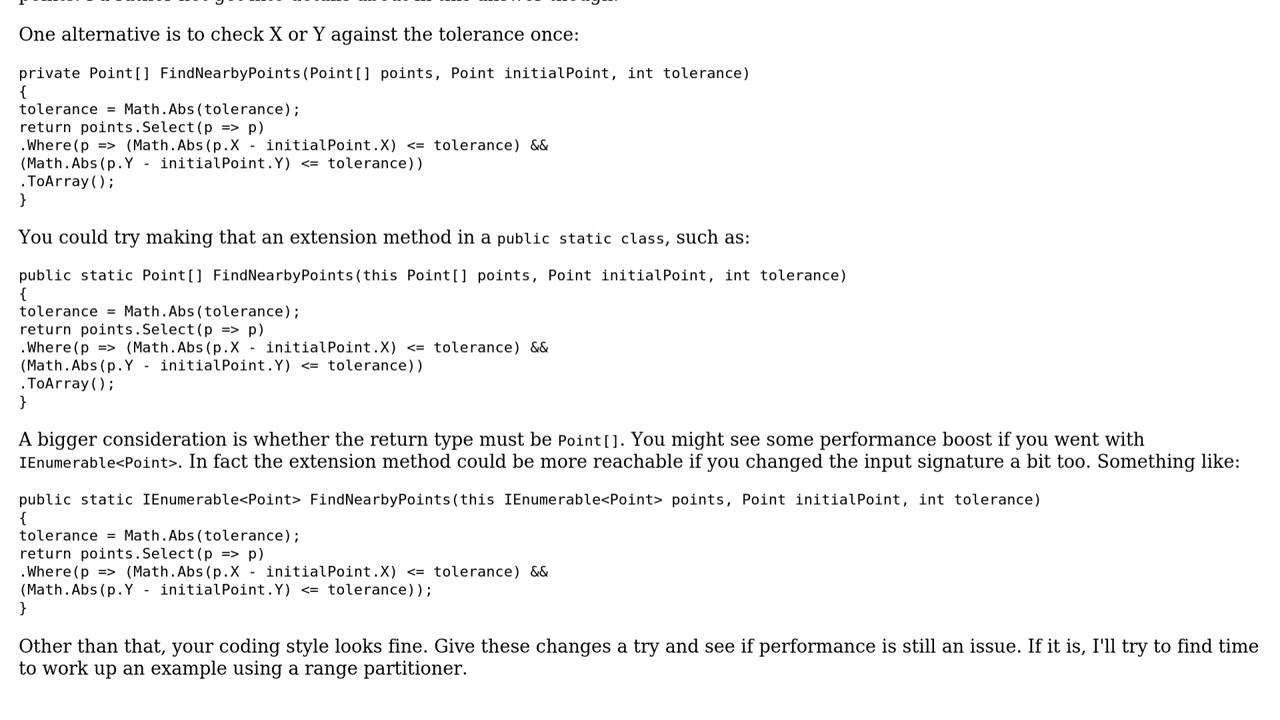 One alternative is to check X or Y against the tolerance once:
private Point[] FindNearbyPoints(Point[] points, Point initialPoint, int tolerance)
{
tolerance = Math.Abs(tolerance);
return points.Select(p => p)
.Where(p => (Math.Abs(p.X - initialPoint.X) <= tolerance) &&
(Math.Abs(p.Y - initialPoint.Y) <= tolerance))
.ToArray();
}
You could try making that an extension method in a public static class, such as:
public static Point[] FindNearbyPoints(this Point[] points, Point initialPoint, int tolerance)
{
tolerance = Math.Abs(tolerance);
return points.Select(p => p)
.Where(p => (Math.Abs(p.X - initialPoint.X) <= tolerance) &&
(Math.Abs(p.Y - initialPoint.Y) <= tolerance))
.ToArray();
}
A bigger consideration is whether the return type must be Point[]. You might see some performance boost if you went with
IEnumerable<Point>. In fact the extension method could be more reachable if you changed the input signature a bit too. Something like:
public static IEnumerable<Point> FindNearbyPoints(this IEnumerable<Point> points, Point initialPoint, int tolerance)
{
tolerance = Math.Abs(tolerance);
return points.Select(p => p)
.Where(p => (Math.Abs(p.X - initialPoint.X) <= tolerance) &&
(Math.Abs(p.Y - initialPoint.Y) <= tolerance));
}
Other than that, your coding style looks fine. Give these changes a try and see if performance is still an issue. If it is, I'll try to find time
to work up an example using a range partitioner.